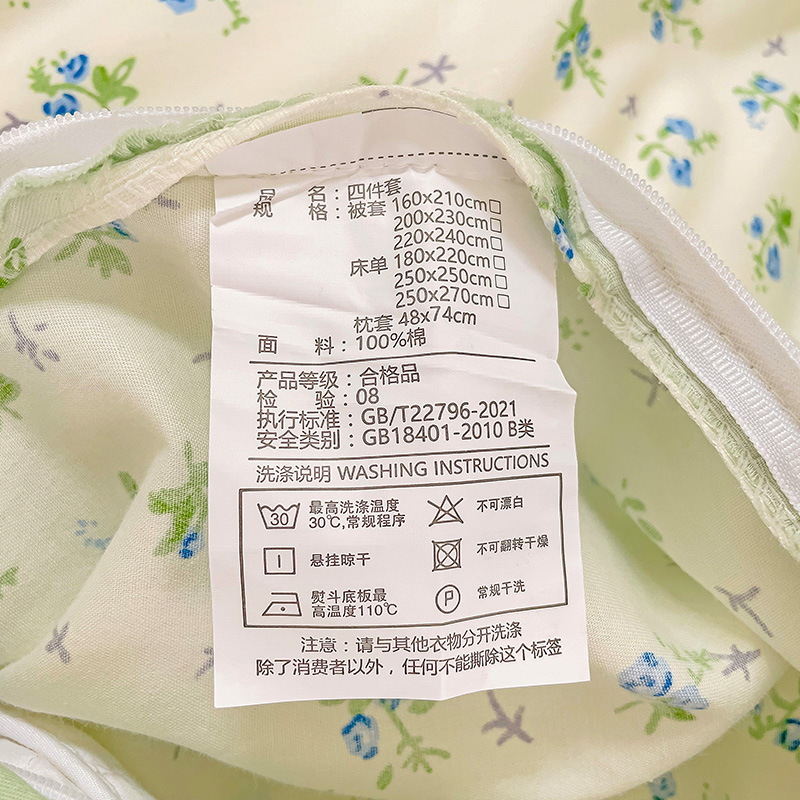 品 名：四件套
规 格：被套 160x210cm□
200x230cm□
220x240cm□
床单 180x220cm□
250x250cm□
250x270cm□
枕套 48x74cm
面 料：100%棉
产品等级：合格品
检 验：08
执行标准：GB/T22796-2021
安全类别：GB18401-2010 B类
洗涤说明 WASHING INSTRUCTIONS
30 最高洗涤温度
30℃,常规程序
不可漂白
悬挂晾干
不可翻转干燥
熨斗底板最
高温度110℃
P 常规干洗
注意：请与其他衣物分开洗涤
除了消费者以外，任何不能撕除这个标签